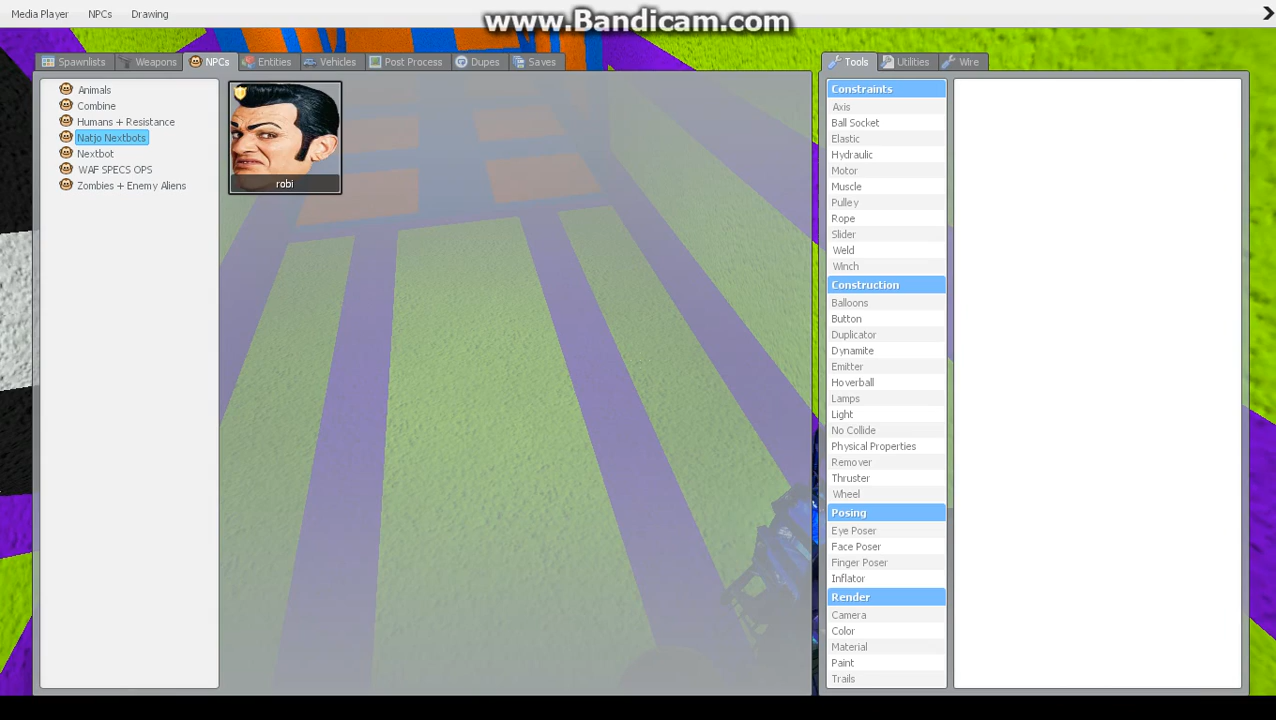 www.Bandicam.com
Media Player NPCs Drawing
Spawnlists Weapons NPCs Entities Vehicles Post Process Dupes Saves
Animals
Combine
Humans + Resistance
Natjo Nextbots
Nextbot
WAF SPECS OPS
Zombies + Enemy Aliens
robi
Tools Utilities Wire
Constraints
Axis
Ball Socket
Elastic
Hydraulic
Motor
Muscle
Pulley
Rope
Slider
Weld
Winch
Construction
Balloons
Button
Duplicator
Dynamite
Emitter
Hoverball
Lamps
Light
No Collide
Physical Properties
Remover
Thruster
Wheel
Posing
Eye Poser
Face Poser
Finger Poser
Inflator
Render
Camera
Color
Material
Paint
Trails